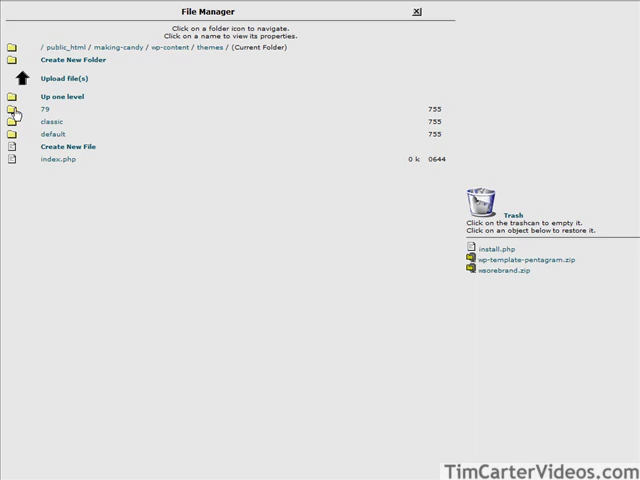 File Manager
X
Click on a folder icon to navigate.
Click on a name to view its properties.
/ public_html / making-candy / wp-content / themes / (Current Folder)
Create New Folder
Upload file(s)
Up one level
79 755
classic 755
default 755
Create New File
index.php 0 k 0644
Trash
Click on the trashcan to empty it.
Click on an object below to restore it.
install.php
wp-template-pentagram.zip
wsorebrand.zip
TimCarterVideos.com